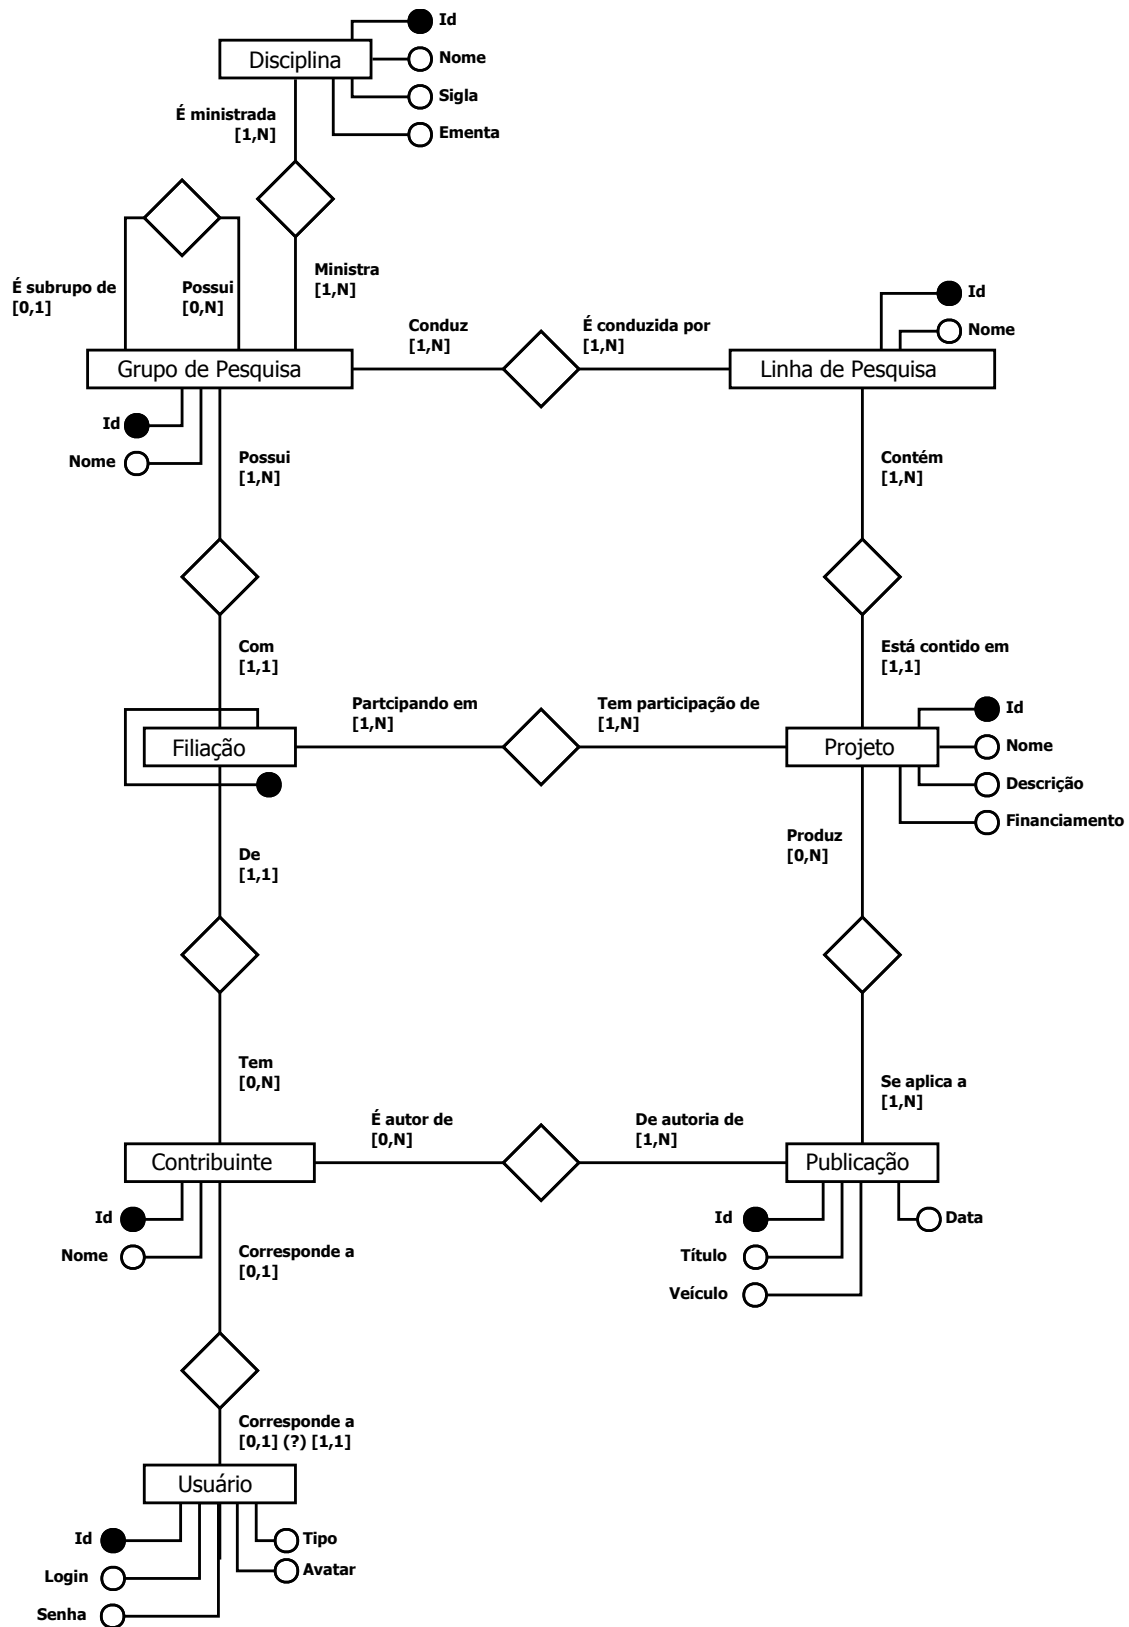 Id
Disciplina
Nome
Sigla
É ministrada
[1,N]
Ementa
É subrupo de
[0,1]
Possui
[0,N]
Ministra
[1,N]
Conduz
[1,N]
É conduzida por
[1,N]
Id
Nome
Grupo de Pesquisa
Linha de Pesquisa
Id
Nome
Possui
[1,N]
Contém
[1,N]
Com
[1,1]
Está contido em
[1,1]
Partcipando em
[1,N]
Tem participação de
[1,N]
Id
Filiação
Projeto
Nome
Descrição
Financiamento
De
[1,1]
Produz
[0,N]
Tem
[0,N]
Se aplica a
[1,N]
É autor de
[0,N]
De autoria de
[1,N]
Contribuinte
Publicação
Id
Nome
Corresponde a
[0,1]
Id
Título
Veículo
Data
Corresponde a
[0,1] (?) [1,1]
Usuário
Id
Login
Senha
Tipo
Avatar